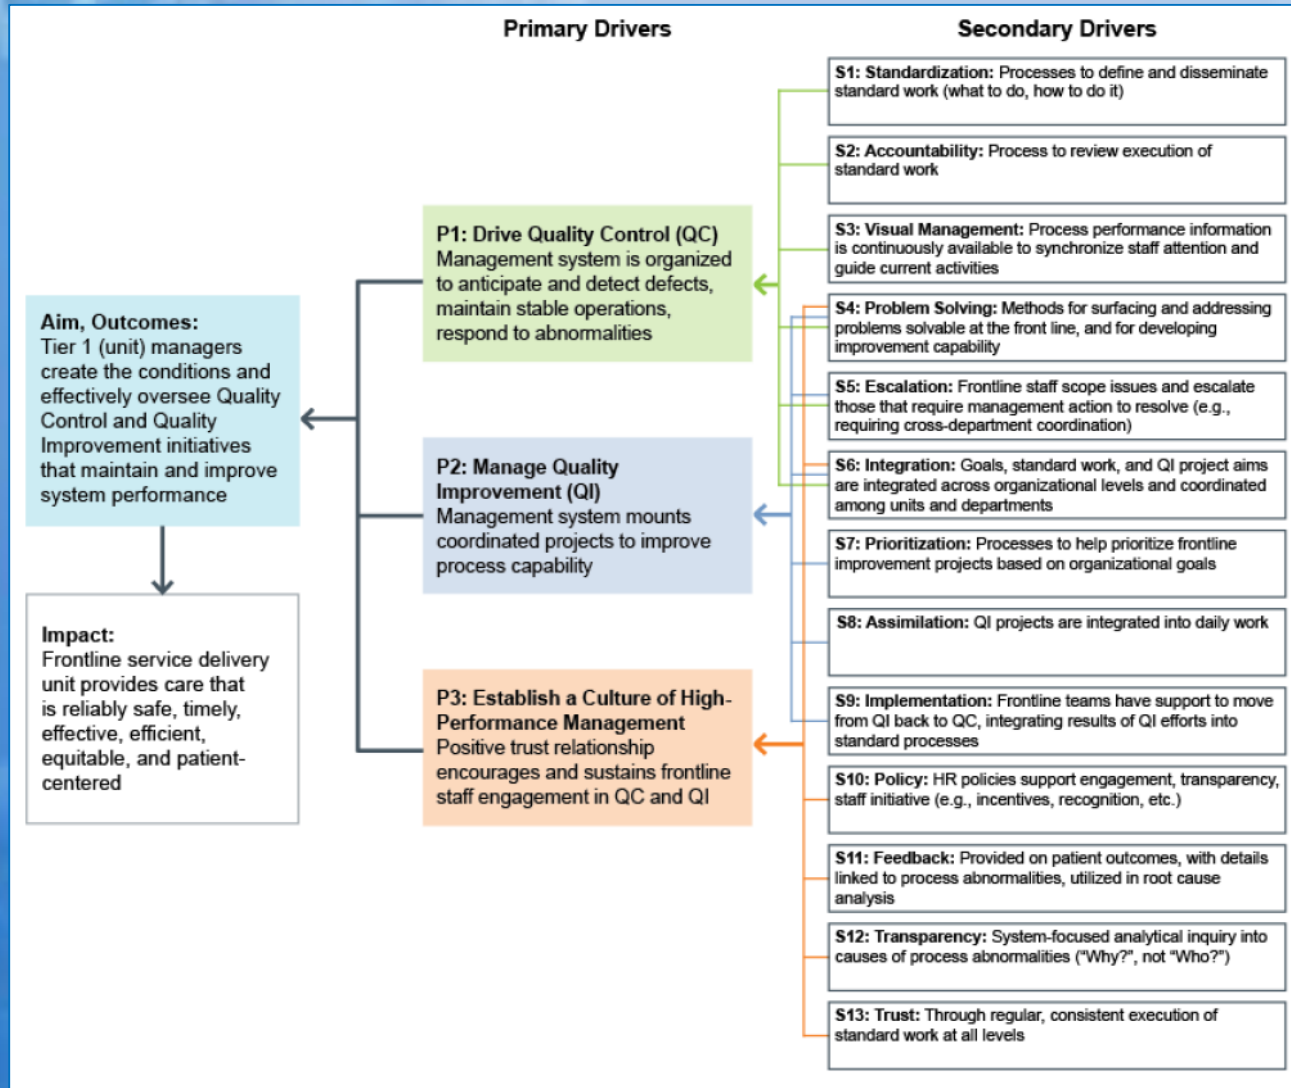 Primary Drivers
Secondary Drivers
Aim, Outcomes:
Tier 1 (unit) managers
create the conditions and
effectively oversee Quality
Control and Quality
Improvement initiatives
that maintain and improve
system performance
Impact:
Frontline service delivery
unit provides care that
is reliably safe, timely,
effective, efficient,
equitable, and patient-
centered
P1: Drive Quality Control (QC)
Management system is organized
to anticipate and detect defects,
maintain stable operations,
respond to abnormalities
P2: Manage Quality
Improvement (QI)
Management system mounts
coordinated projects to improve
process capability
P3: Establish a Culture of High-
Performance Management
Positive trust relationship
encourages and sustains frontline
staff engagement in QC and QI
S1: Standardization: Processes to define and disseminate
standard work (what to do, how to do it)
S2: Accountability: Process to review execution of
standard work
S3: Visual Management: Process performance information
is continuously available to synchronize staff attention and
guide current activities
S4: Problem Solving: Methods for surfacing and addressing
problems solvable at the front line, and for developing
improvement capability
S5: Escalation: Frontline staff scope issues and escalate
those that require management action to resolve (e.g.,
requiring cross-department coordination)
S6: Integration: Goals, standard work, and QI project aims
are integrated across organizational levels and coordinated
among units and departments
S7: Prioritization: Processes to help prioritize frontline
improvement projects based on organizational goals
S8: Assimilation: QI projects are integrated into daily work
S9: Implementation: Frontline teams have support to move
from QI back to QC, integrating results of QI efforts into
standard processes
S10: Policy: HR policies support engagement, transparency,
staff initiative (e.g., incentives, recognition, etc.)
S11: Feedback: Provided on patient outcomes, with details
linked to process abnormalities, utilized in root cause
analysis
S12: Transparency: System-focused analytical inquiry into
causes of process abnormalities (“Why?”, not “Who?”)
S13: Trust: Through regular, consistent execution of
standard work at all levels